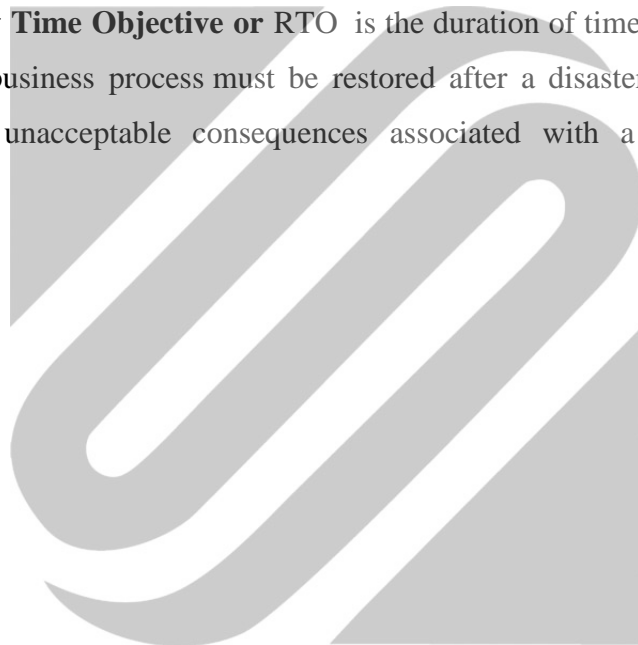 Time Objective or RTO is the duration of time
business process must be restored after a disaster
unacceptable consequences associated with a